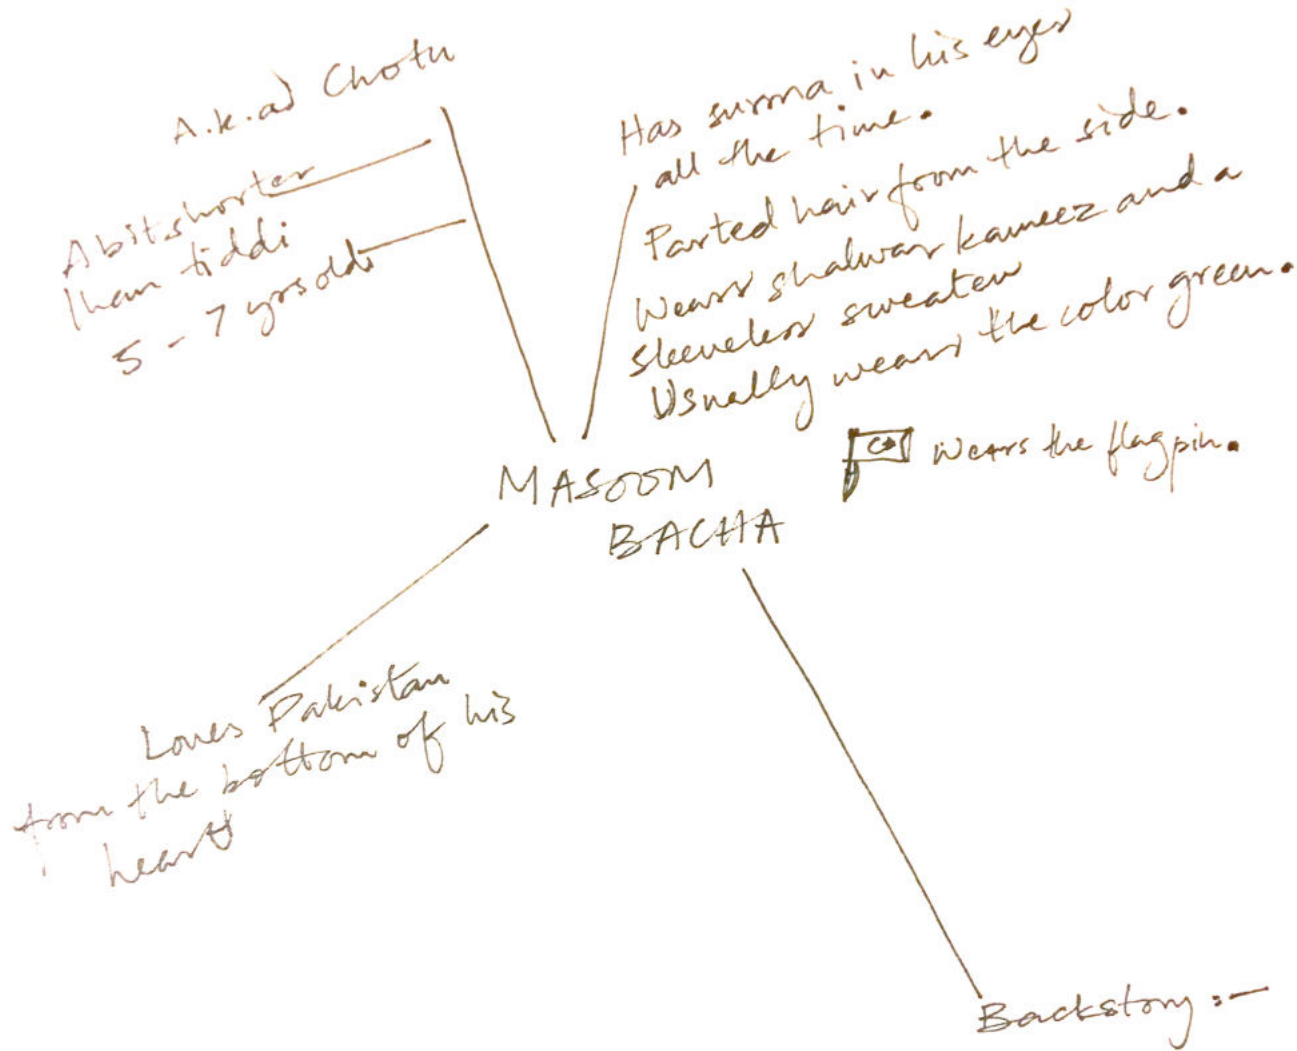 A.k.a Chotu
A bit shorter
than tiddi
5 - 7 yrs old
Has surma in his eyes
all the time.
Parted hair from the side.
Wears shalwar kameez and a
sleeveless sweater
Usually wears the color green.
Wears the flag pin.
MASOOM
BACHA
Loves Pakistan
from the bottom of his
heart
Backstory :-